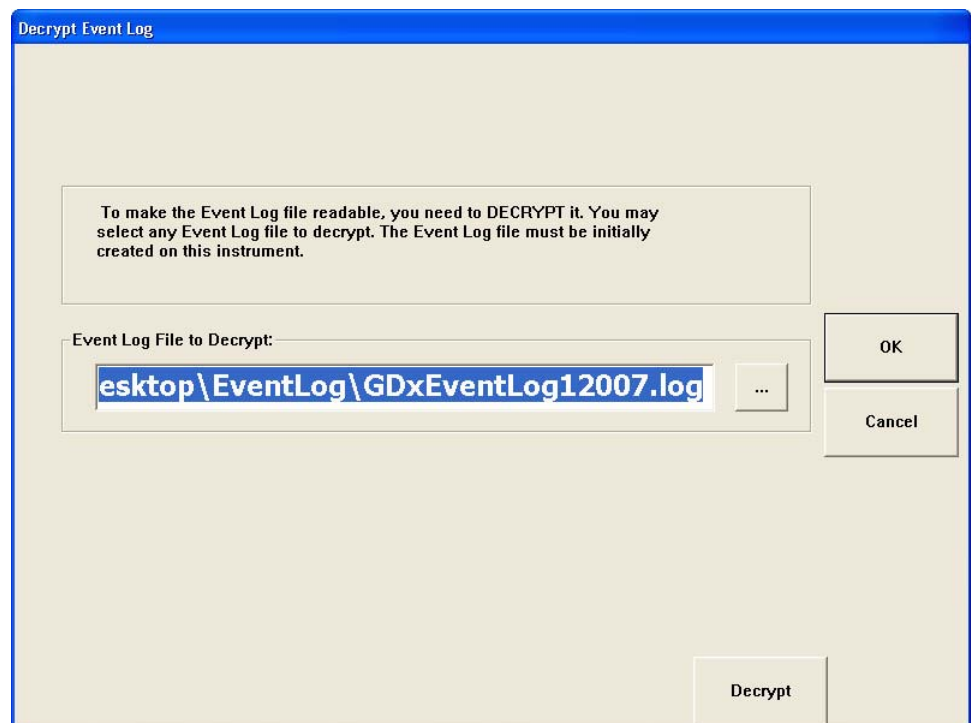 Decrypt Event Log
To make the Event Log file readable, you need to DECRYPT it. You may
select any Event Log file to decrypt. The Event Log file must be initially
created on this instrument.
Event Log File to Decrypt:
esktop\EventLog\GDxEventLog12007.log
...
OK
Cancel
Decrypt